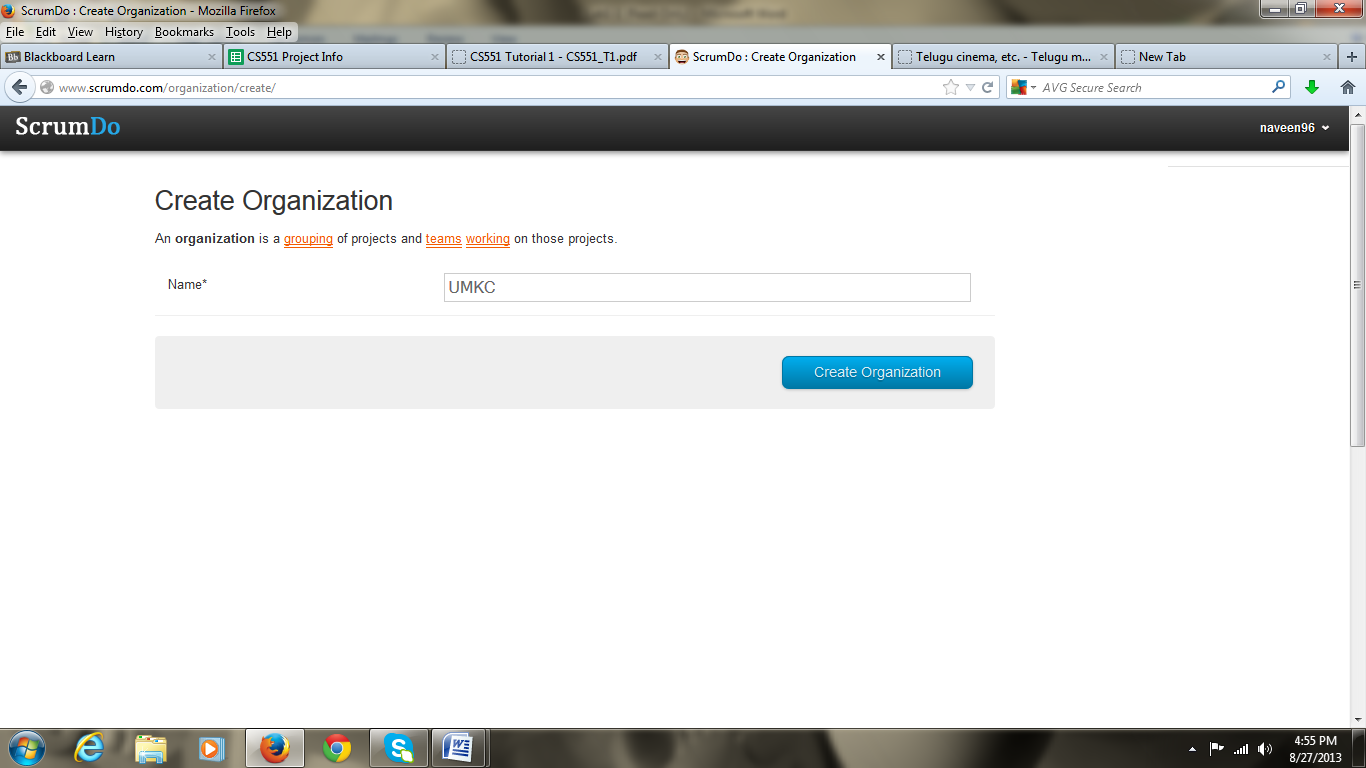 ScrumDo : Create Organization - Mozilla Firefox
File Edit View History Bookmarks Tools Help
Bb Blackboard Learn
CS551 Project Info
CS551 Tutorial 1 - CS551_T1.pdf
ScrumDo : Create Organization
Telugu cinema, etc. - Telugu m...
New Tab
www.scrumdo.com/organization/create/
AVG Secure Search
ScrumDo
naveen96
Create Organization
An organization is a grouping of projects and teams working on those projects.
Name*
UMKC
Create Organization
4:55 PM
8/27/2013